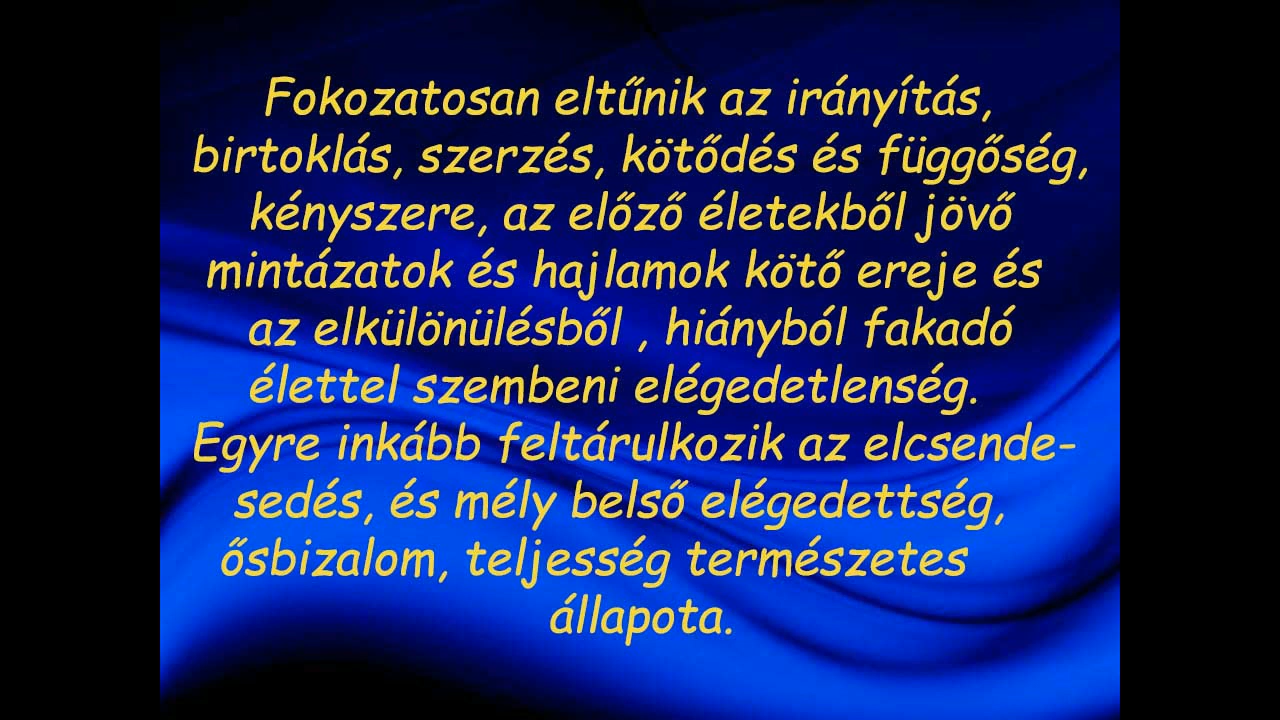 Fokozatosan eltűnik az irányítás,
birtoklás, szerzés, kötődés és függőség,
kényszere, az előző életekből jövő
mintázatok és hajlamok kötő ereje és
az elkülönülésből , hiányból fakadó
élettel szembeni elégedetlenség.
Egyre inkább feltárulkozik az elcsende-
sedés, és mély belső elégedettség,
ősbizalom, teljesség természetes
állapota.